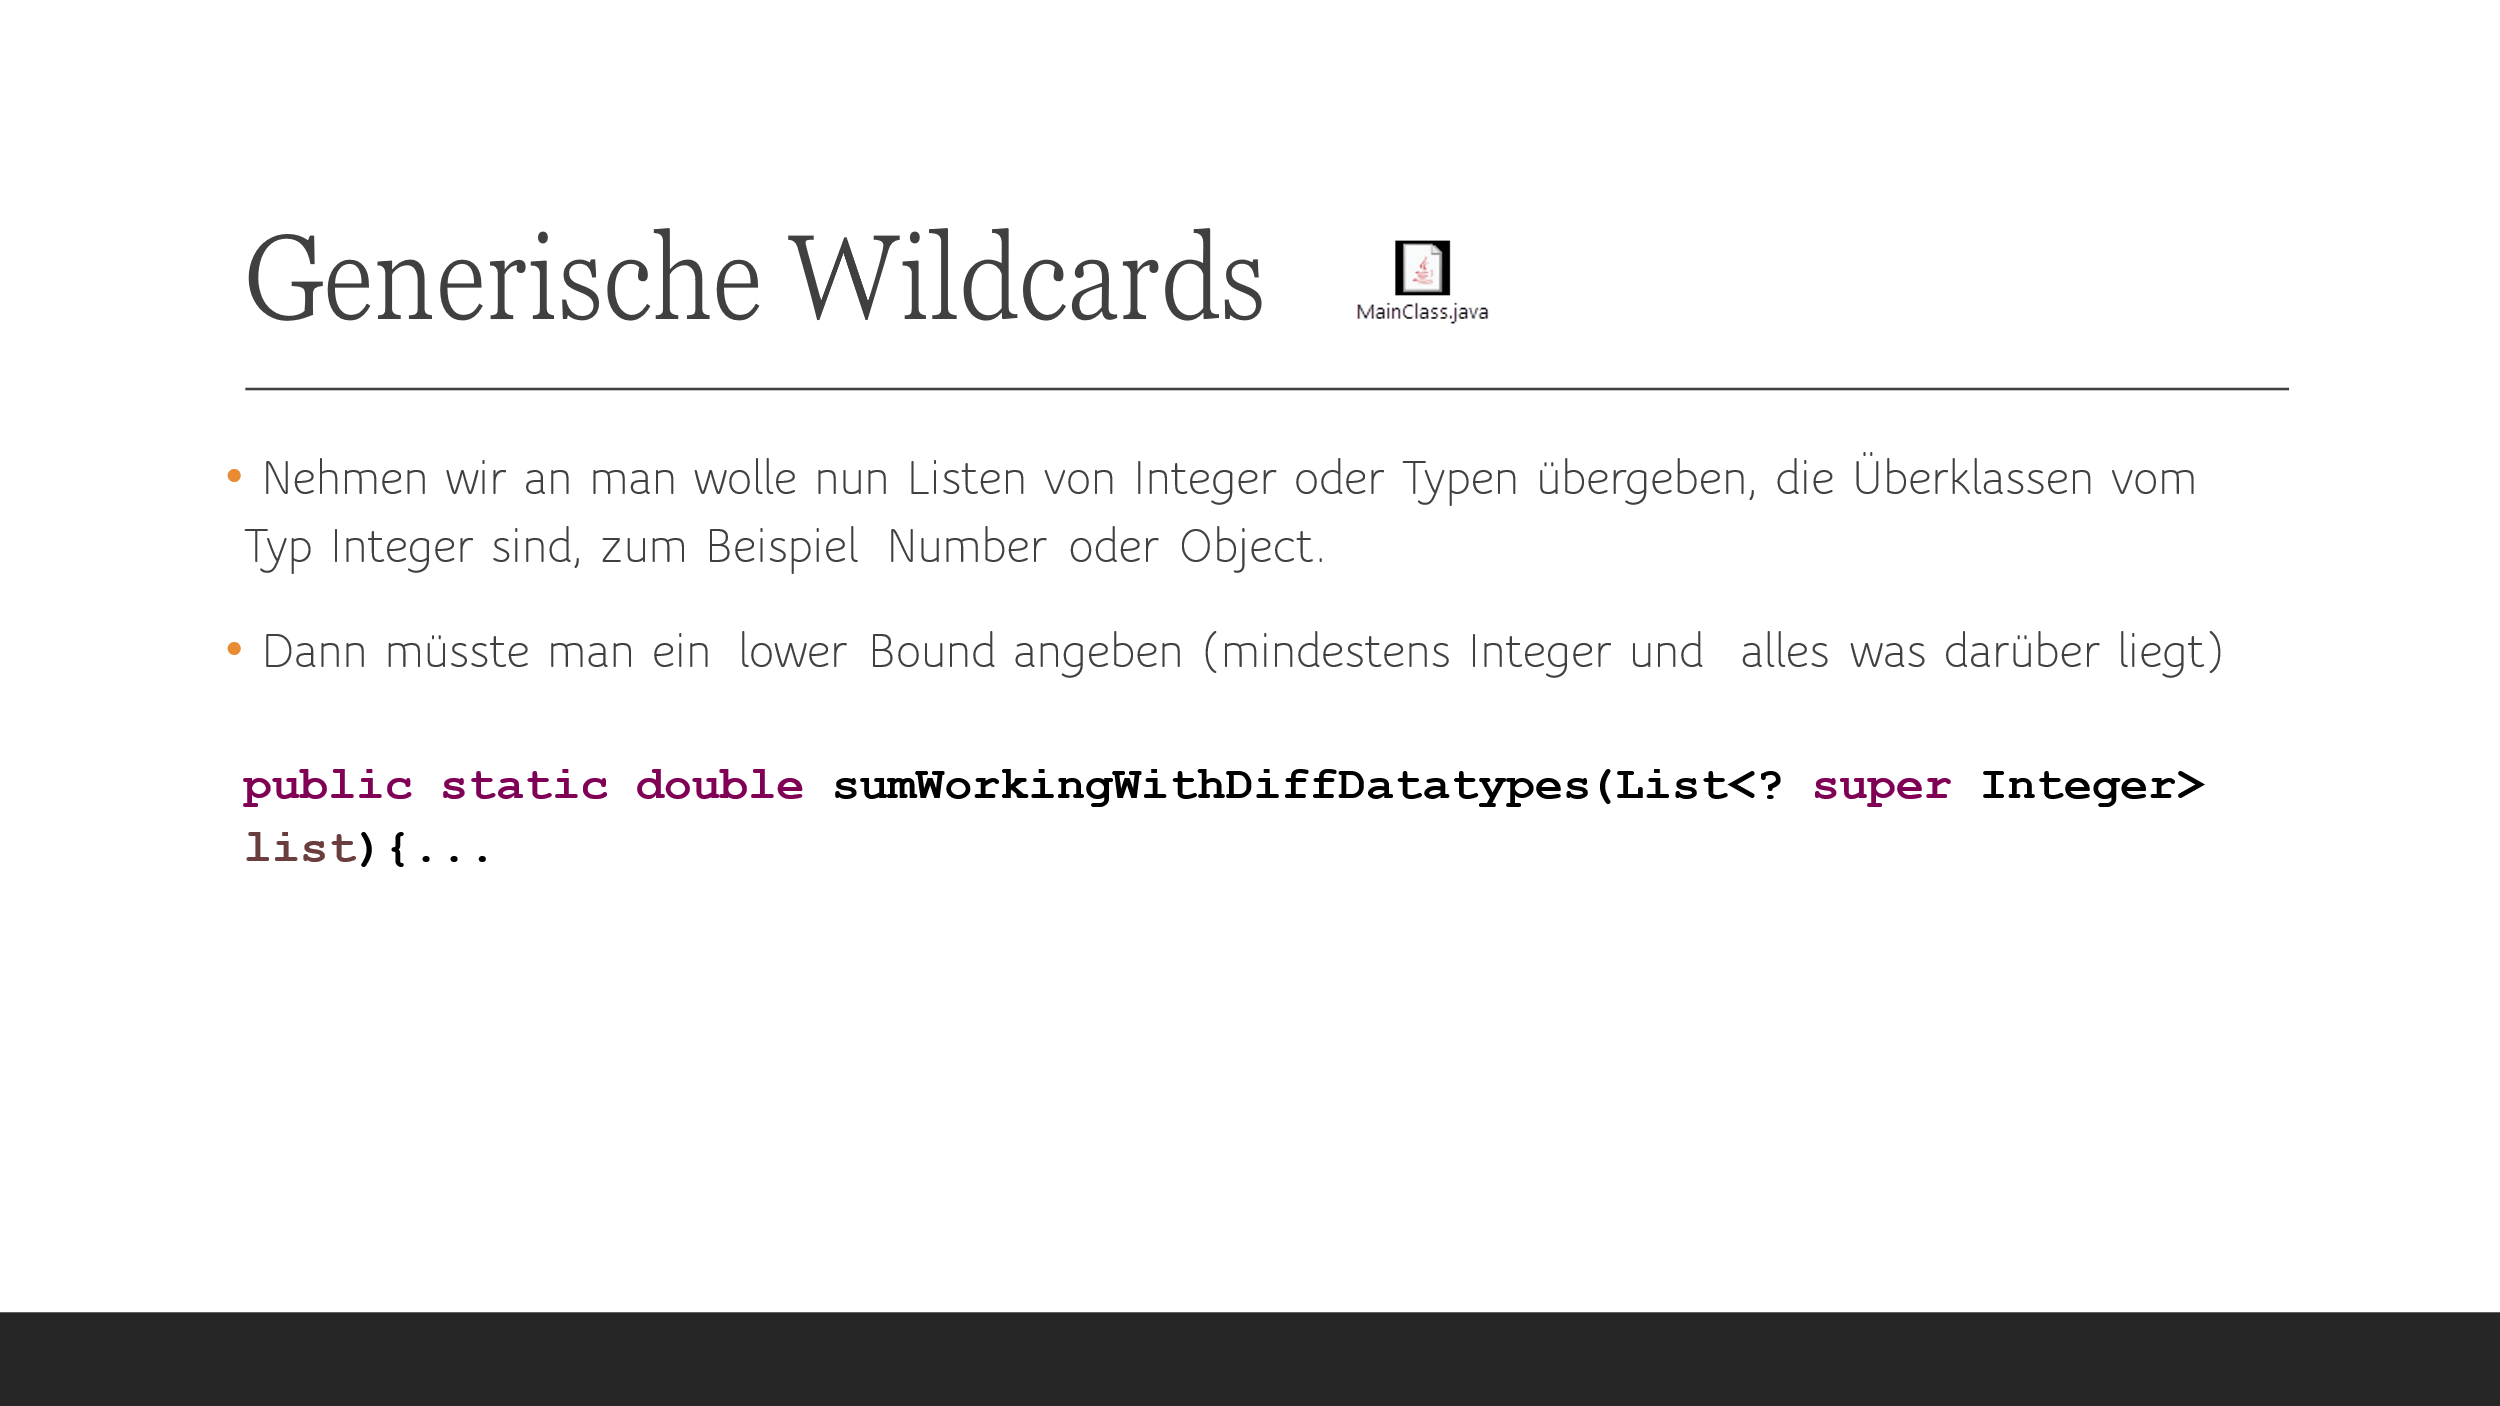 Generische Wildcards
MainClass.java
• Nehmen wir an man wolle nun Listen von Integer oder Typen übergeben, die Überklassen vom
Typ Integer sind, zum Beispiel Number oder Object.
• Dann müsste man ein lower Bound angeben (mindestens Integer und alles was darüber liegt)
public static double sumWorkingWithDiffDatatypes(List<? super Integer>
list){...